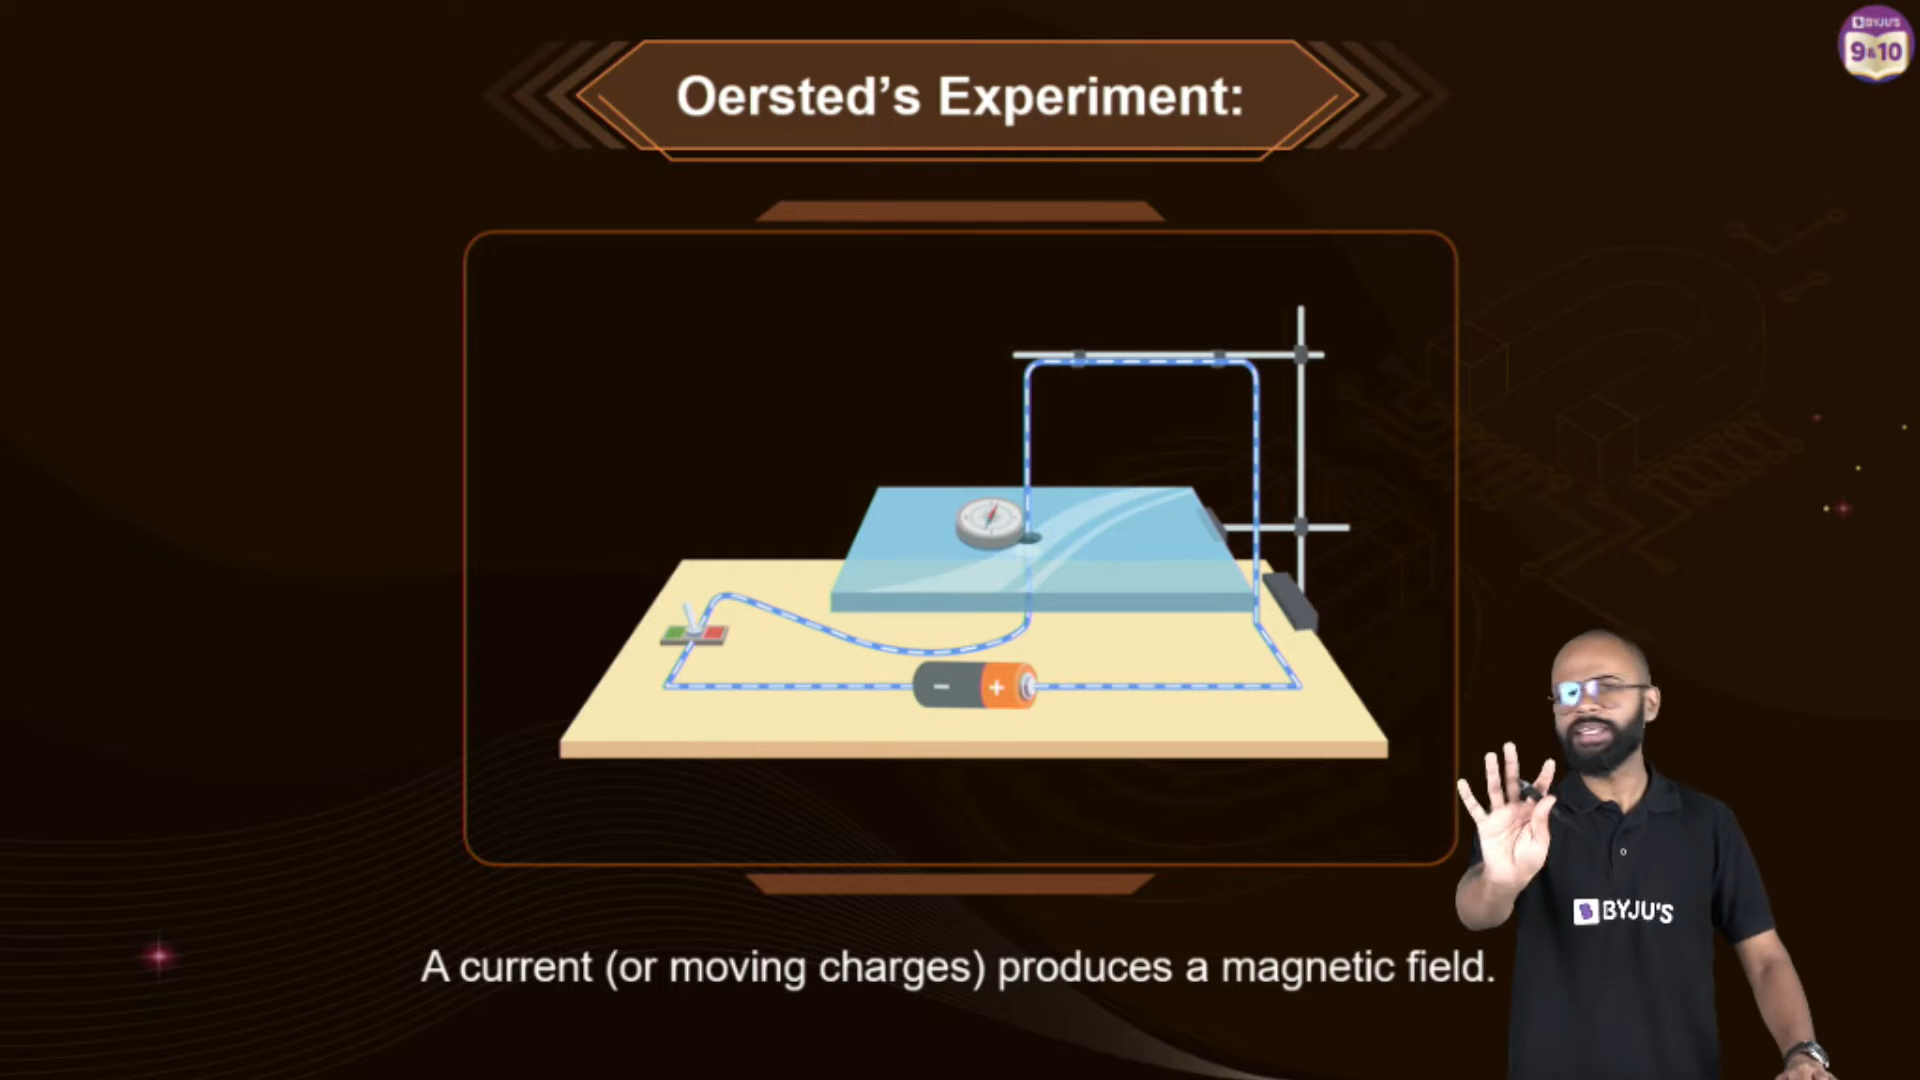 BYJU'S
9&10
Oersted’s Experiment:
− +
BYJU'S
A current (or moving charges) produces a magnetic field.